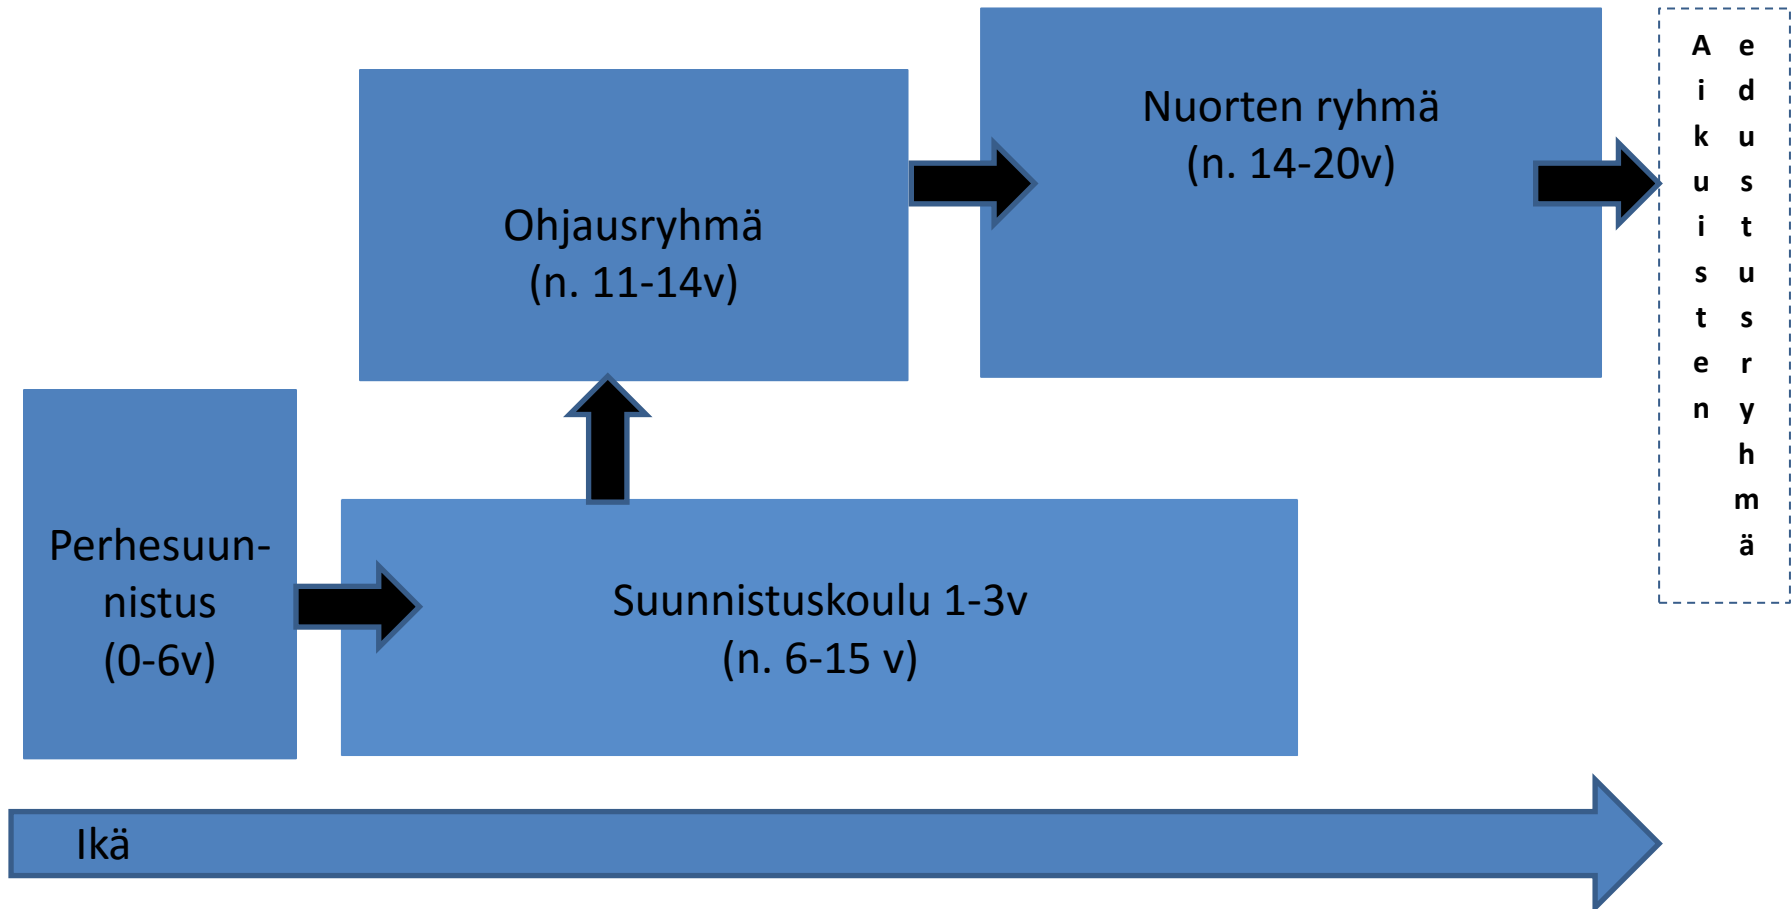 Perhesuun-
nistus
(0-6v)
Suunnistuskoulu 1-3v
(n. 6-15 v)
Ohjausryhmä
(n. 11-14v)
Nuorten ryhmä
(n. 14-20v)
Aikuisten
edustusryhmä
Ikä